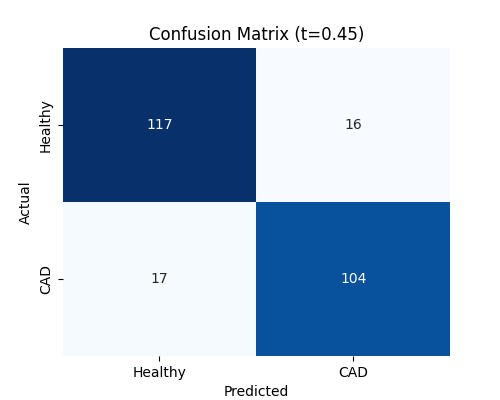 Confusion Matrix (t=0.45)
Actual
Healthy
117
16
CAD
17
104
Healthy
CAD
Predicted